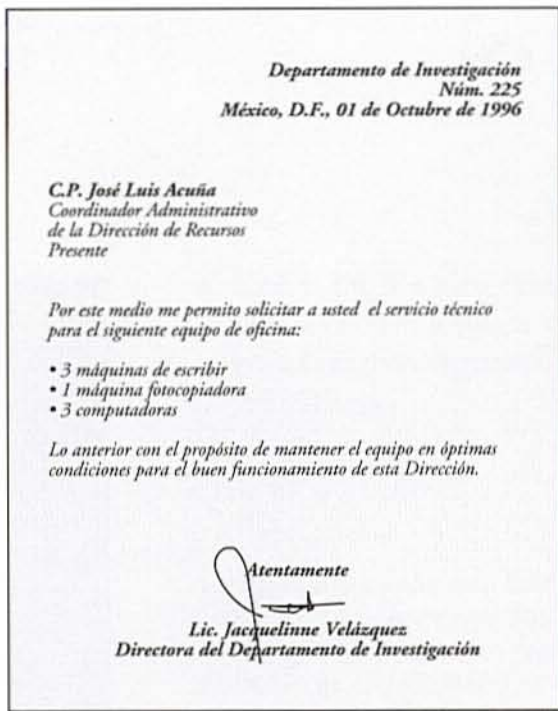 Departamento de Investigación
Núm. 225
México, D.F., 01 de Octubre de 1996
C.P. José Luis Acuña
Coordinador Administrativo
de la Dirección de Recursos
Presente
Por este medio me permito solicitar a usted el servicio técnico
para el siguiente equipo de oficina:
• 3 máquinas de escribir
• 1 máquina fotocopiadora
• 3 computadoras
Lo anterior con el propósito de mantener el equipo en óptimas
condiciones para el buen funcionamiento de esta Dirección.
Atentamente
Lic. Jacquelinne Velázquez
Directora del Departamento de Investigación